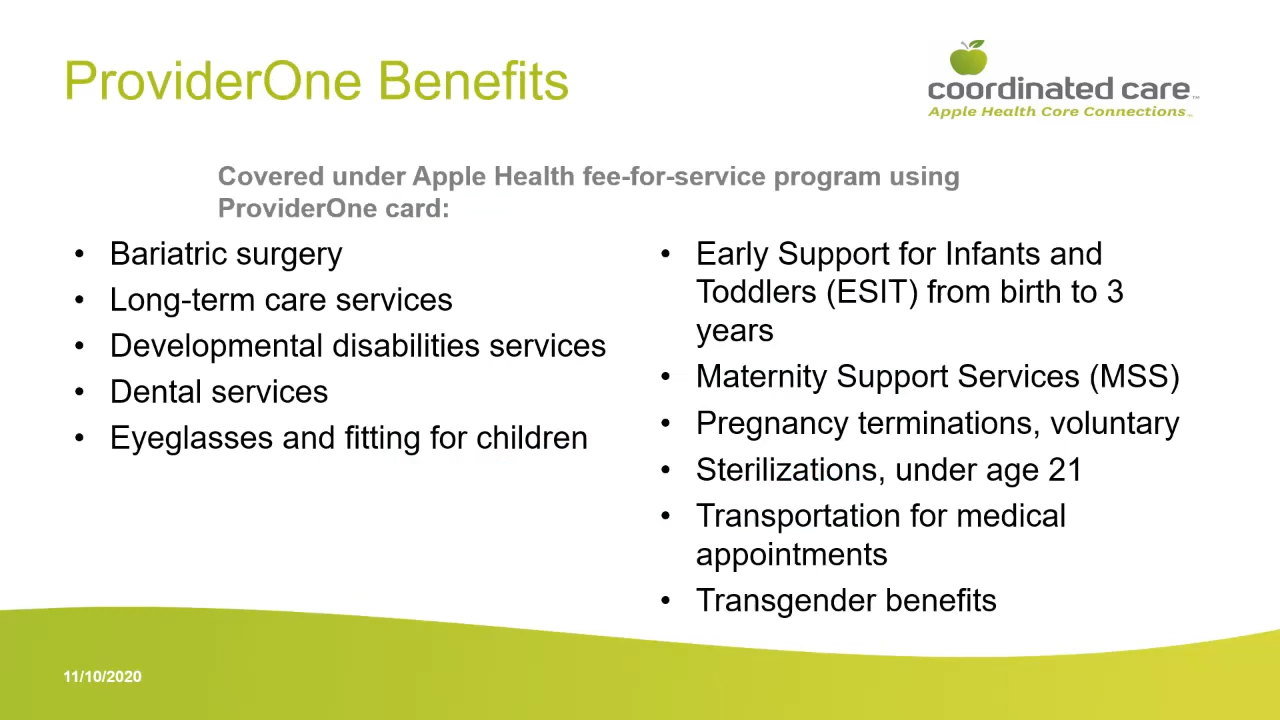 ProviderOne Benefits
coordinated care™
Apple Health Core Connections™
Covered under Apple Health fee-for-service program using
ProviderOne card:
• Bariatric surgery
• Long-term care services
• Developmental disabilities services
• Dental services
• Eyeglasses and fitting for children
• Early Support for Infants and
Toddlers (ESIT) from birth to 3
years
• Maternity Support Services (MSS)
• Pregnancy terminations, voluntary
• Sterilizations, under age 21
• Transportation for medical
appointments
• Transgender benefits
11/10/2020